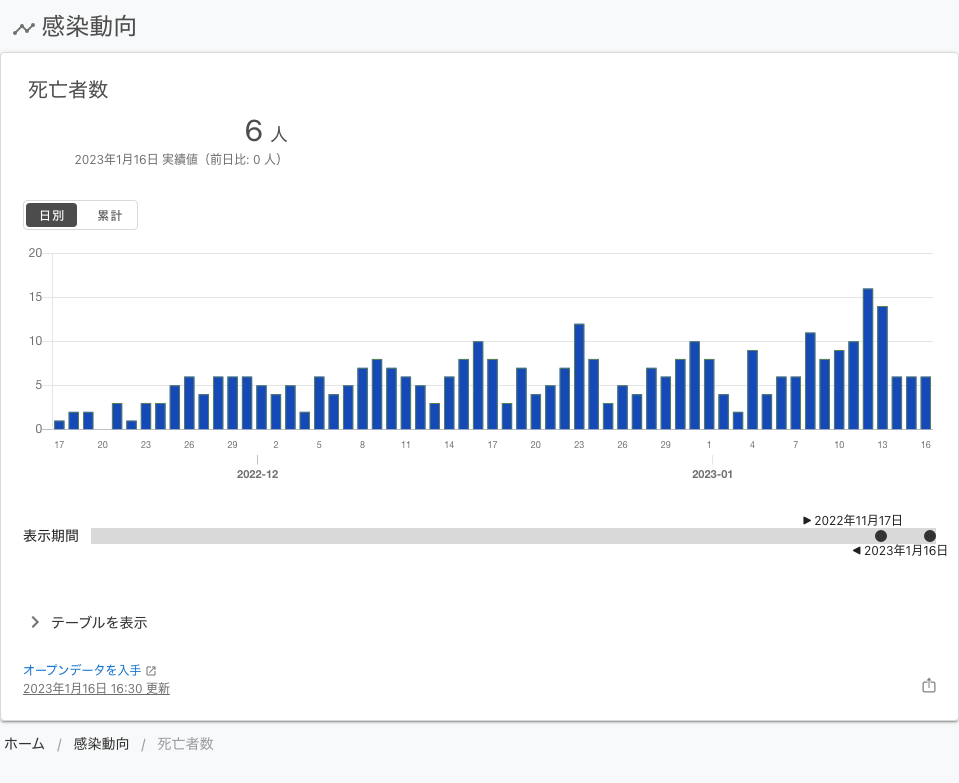 感染動向
死亡者数
6 人
2023年1月16日 実績値（前日比: 0 人）
日別 累計
20
15
10
5
0
17 20 23 26 29 2 5 8 11 14 17 20 23 26 29 1 4 7 10 13 16
2022-12 2023-01
2022年11月17日
表示期間
2023年1月16日
テーブルを表示
オープンデータを入手
2023年1月16日 16:30 更新
ホーム / 感染動向 / 死亡者数